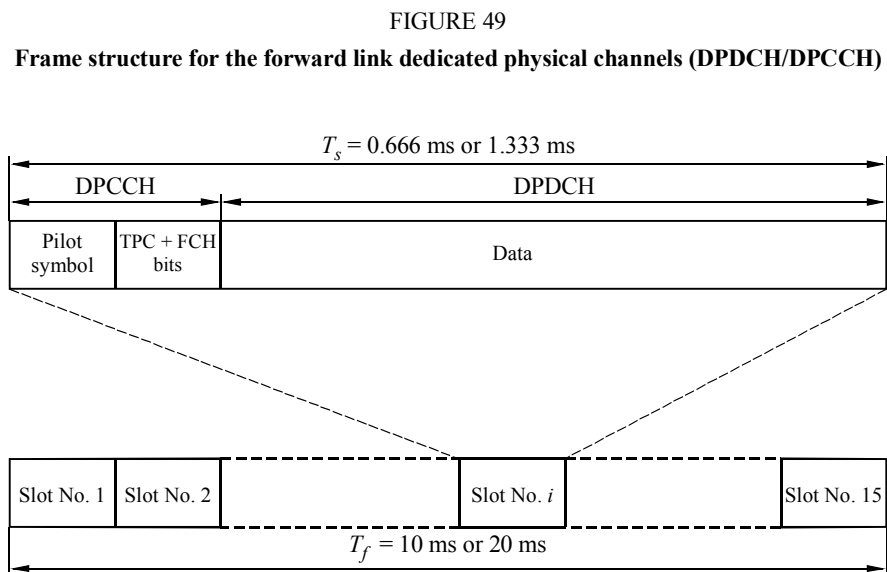 FIGURE 49
Frame structure for the forward link dedicated physical channels (DPDCH/DPCCH)
T_s = 0.666 ms or 1.333 ms
DPCCH
DPDCH
Pilot
symbol
TPC + FCH
bits
Data
Slot No. 1
Slot No. 2
Slot No. i
Slot No. 15
T_f = 10 ms or 20 ms